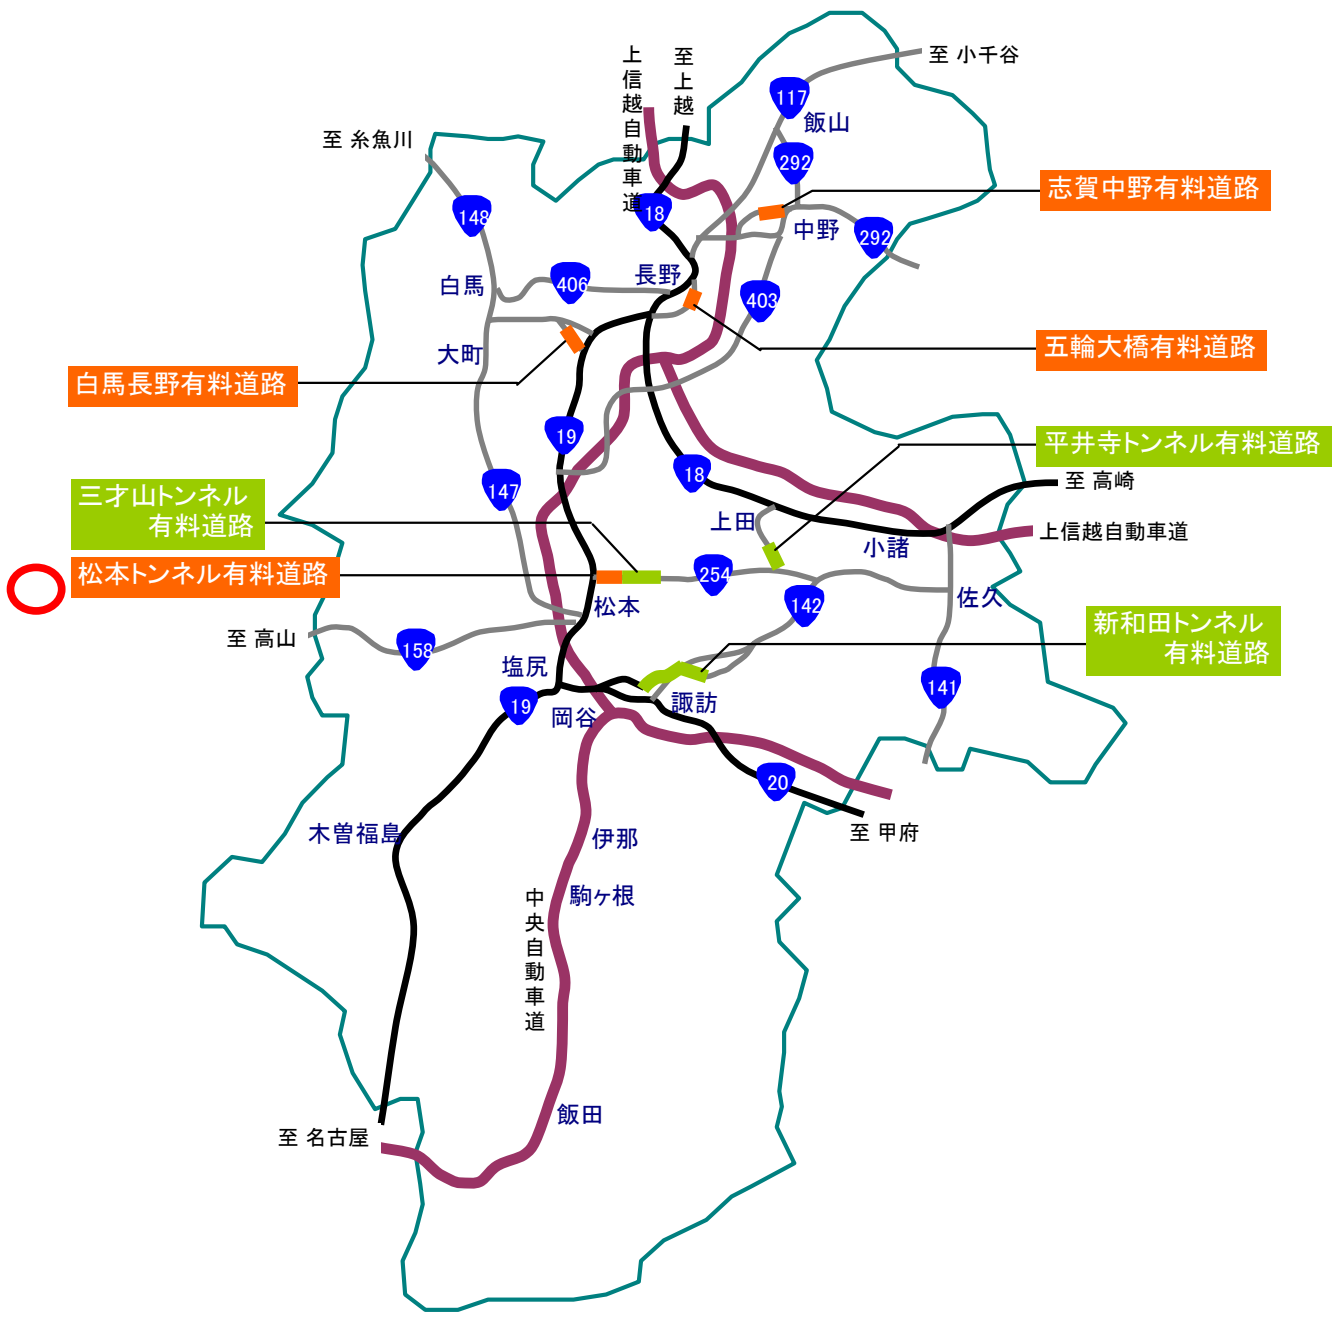 上信越自動車道
至上越
至 小千谷
117
飯山
至 糸魚川
292
志賀中野有料道路
148
18
中野
292
長野
白馬
406
403
大町
五輪大橋有料道路
白馬長野有料道路
19
平井寺トンネル有料道路
18
至 高崎
147
三才山トンネル
有料道路
上田
小諸
上信越自動車道
松本トンネル有料道路
254
松本
142
佐久
新和田トンネル
有料道路
至 高山
158
塩尻
141
諏訪
19
岡谷
20
至 甲府
木曽福島
伊那
駒ヶ根
中央自動車道
飯田
至 名古屋